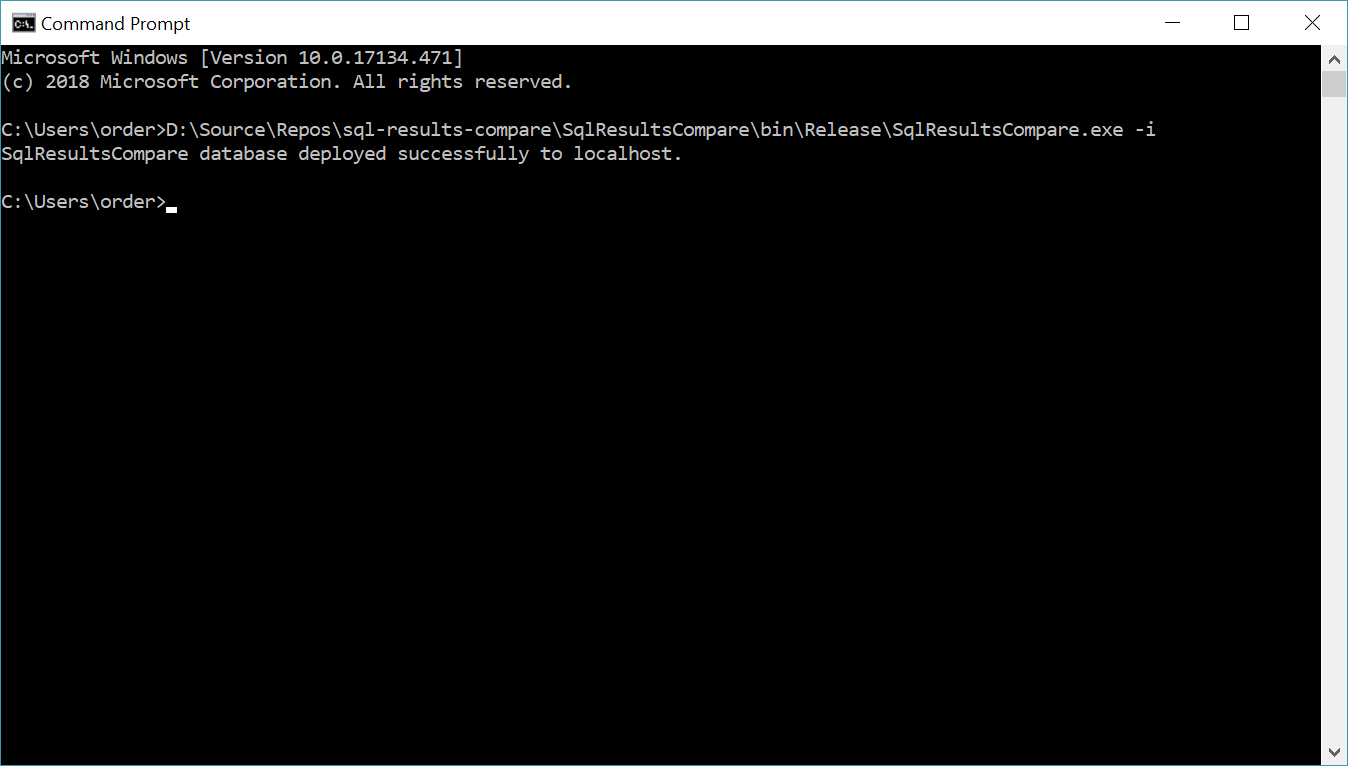 Command Prompt
Microsoft Windows [Version 10.0.17134.471]
(c) 2018 Microsoft Corporation. All rights reserved.
C:\Users\order>D:\Source\Repos\sql-results-compare\SqlResultsCompare\bin\Release\SqlResultsCompare.exe -i
SqlResultsCompare database deployed successfully to localhost.
C:\Users\order>